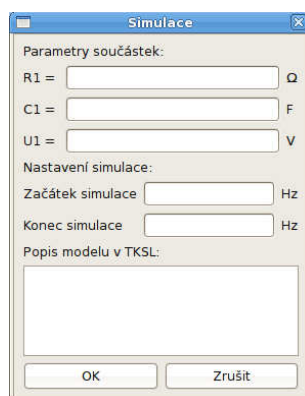 Simulace
Parametry součástek:
R1 = Ω
C1 = F
U1 = V
Nastavení simulace:
Začátek simulace Hz
Konec simulace Hz
Popis modelu v TKSL:
OK Zrušit